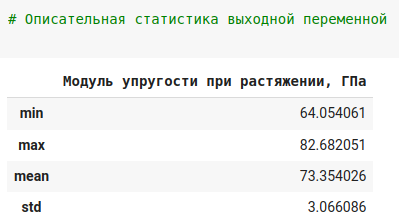 # Описательная статистика выходной переменной
Модуль упругости при растяжении, ГПа
min 64.054061
max 82.682051
mean 73.354026
std 3.066086